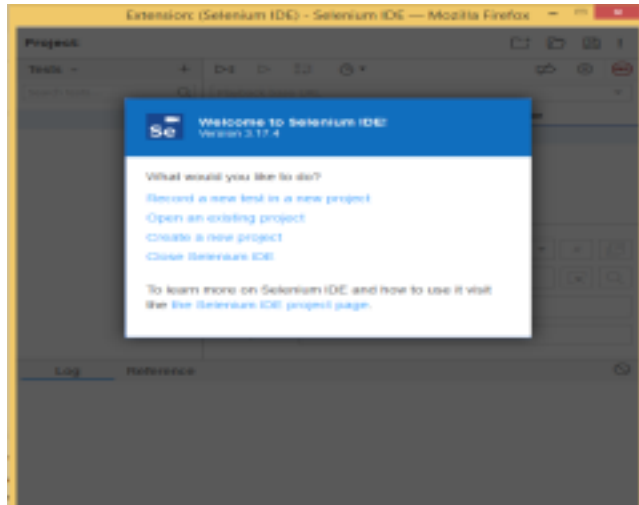 Extension: (Selenium IDE) - Selenium IDE — Mozilla Firefox
Project:
Tests
Search tests...
Se
Welcome to Selenium IDE!
Version 3.17.4
What would you like to do?
Record a new test in a new project
Open an existing project
Create a new project
Close Selenium IDE
To learn more on Selenium IDE and how to use it visit
the the Selenium IDE project page.
Log
Reference